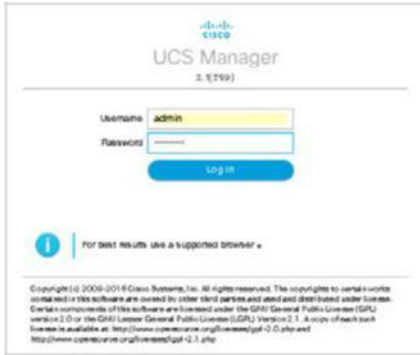 CISCO
UCS Manager
Username admin
Password ·········
Log in
For best results use a supported browser
Copyright (c) 2009-2016 Cisco Systems, Inc. All rights reserved. The copyrights to certain works
contained in this software are owned by other third parties and used and distributed under license.
Certain components of this software are licensed under the GNU General Public License (GPL)
version 2.0 or the GNU Lesser General Public License (LGPL) Version 2.1. A copy of each such
license is available at: http://www.opensource.org/licenses/gpl-2.0.php and
http://www.opensource.org/licenses/lgpl-2.1.php